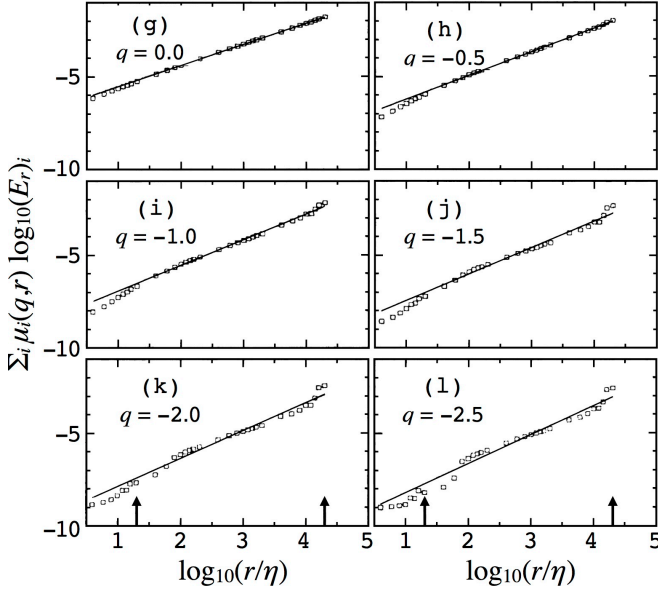 (g)
q = 0.0
(h)
q = −0.5
−5
−10
(i)
q = −1.0
(j)
q = −1.5
−5
−10
(k)
q = −2.0
(l)
q = −2.5
−5
−10
1 2 3 4 5 1 2 3 4 5
log₁₀(r/η) log₁₀(r/η)
Σᵢ μᵢ(q,r) log₁₀(Eᵣ)ᵢ